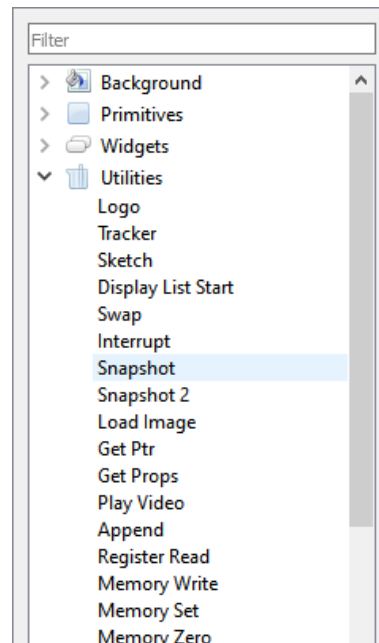 Filter
Background
Primitives
Widgets
Utilities
Logo
Tracker
Sketch
Display List Start
Swap
Interrupt
Snapshot
Snapshot 2
Load Image
Get Ptr
Get Props
Play Video
Append
Register Read
Memory Write
Memory Set
Memory Zero